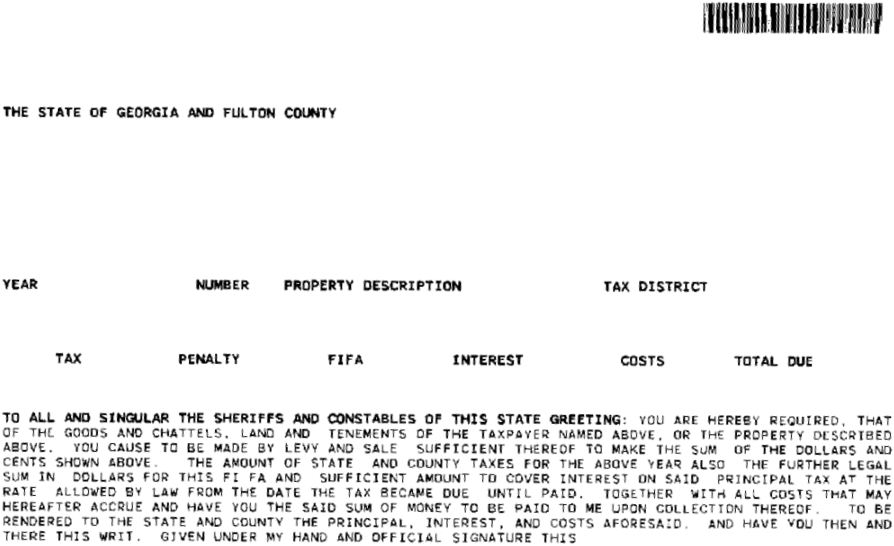 THE STATE OF GEORGIA AND FULTON COUNTY
YEAR NUMBER PROPERTY DESCRIPTION TAX DISTRICT
TAX PENALTY FIFA INTEREST COSTS TOTAL DUE
TO ALL AND SINGULAR THE SHERIFFS AND CONSTABLES OF THIS STATE GREETING: YOU ARE HEREBY REQUIRED, THAT
OF THE GOODS AND CHATTELS, LAND AND TENEMENTS OF THE TAXPAYER NAMED ABOVE, OR THE PROPERTY DESCRIBED
ABOVE. YOU CAUSE TO BE MADE BY LEVY AND SALE SUFFICIENT THEREOF TO MAKE THE SUM OF THE DOLLARS AND
CENTS SHOWN ABOVE. THE AMOUNT OF STATE AND COUNTY TAXES FOR THE ABOVE YEAR ALSO THE FURTHER LEGAL
SUM IN DOLLARS FOR THIS FI FA AND SUFFICIENT AMOUNT TO COVER INTEREST ON SAID PRINCIPAL TAX AT THE
RATE ALLOWED BY LAW FROM THE DATE THE TAX BECAME DUE UNTIL PAID. TOGETHER WITH ALL COSTS THAT MAY
HEREAFTER ACCRUE AND HAVE YOU THE SAID SUM OF MONEY TO BE PAID TO ME UPON COLLECTION THEREOF. TO BE
RENDERED TO THE STATE AND COUNTY THE PRINCIPAL, INTEREST, AND COSTS AFORESAID. AND HAVE YOU THEN AND
THERE THIS WRIT. GIVEN UNDER MY HAND AND OFFICIAL SIGNATURE THIS